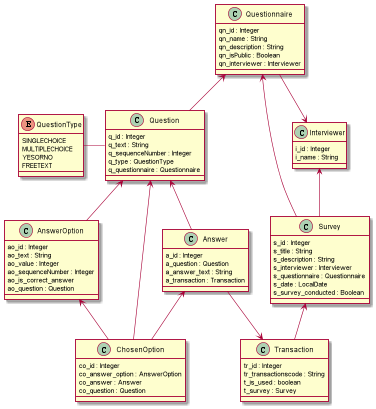 C Questionnaire
qn_id : Integer
qn_name : String
qn_description : String
qn_isPublic : Boolean
qn_interviewer : Interviewer
E QuestionType
SINGLECHOICE
MULTIPLECHOICE
YESORNO
FREETEXT
C Question
q_id : Integer
q_text : String
q_sequenceNumber : Integer
q_type : QuestionType
q_questionnaire : Questionnaire
C Interviewer
i_id : Integer
i_name : String
C AnswerOption
ao_id : Integer
ao_text : String
ao_value : Integer
ao_sequenceNumber : Integer
ao_is_correct_answer
ao_question : Question
C Answer
a_id : Integer
a_question : Question
a_answer_text : String
a_transaction : Transaction
C Survey
s_id : Integer
s_title : String
s_description : String
s_interviewer : Interviewer
s_questionnaire : Questionnaire
s_date : LocalDate
s_survey_conducted : Boolean
C ChosenOption
co_id : Integer
co_answer_option : AnswerOption
co_answer : Answer
co_question : Question
C Transaction
tr_id : Integer
tr_transactionscode : String
t_is_used : boolean
t_survey : Survey